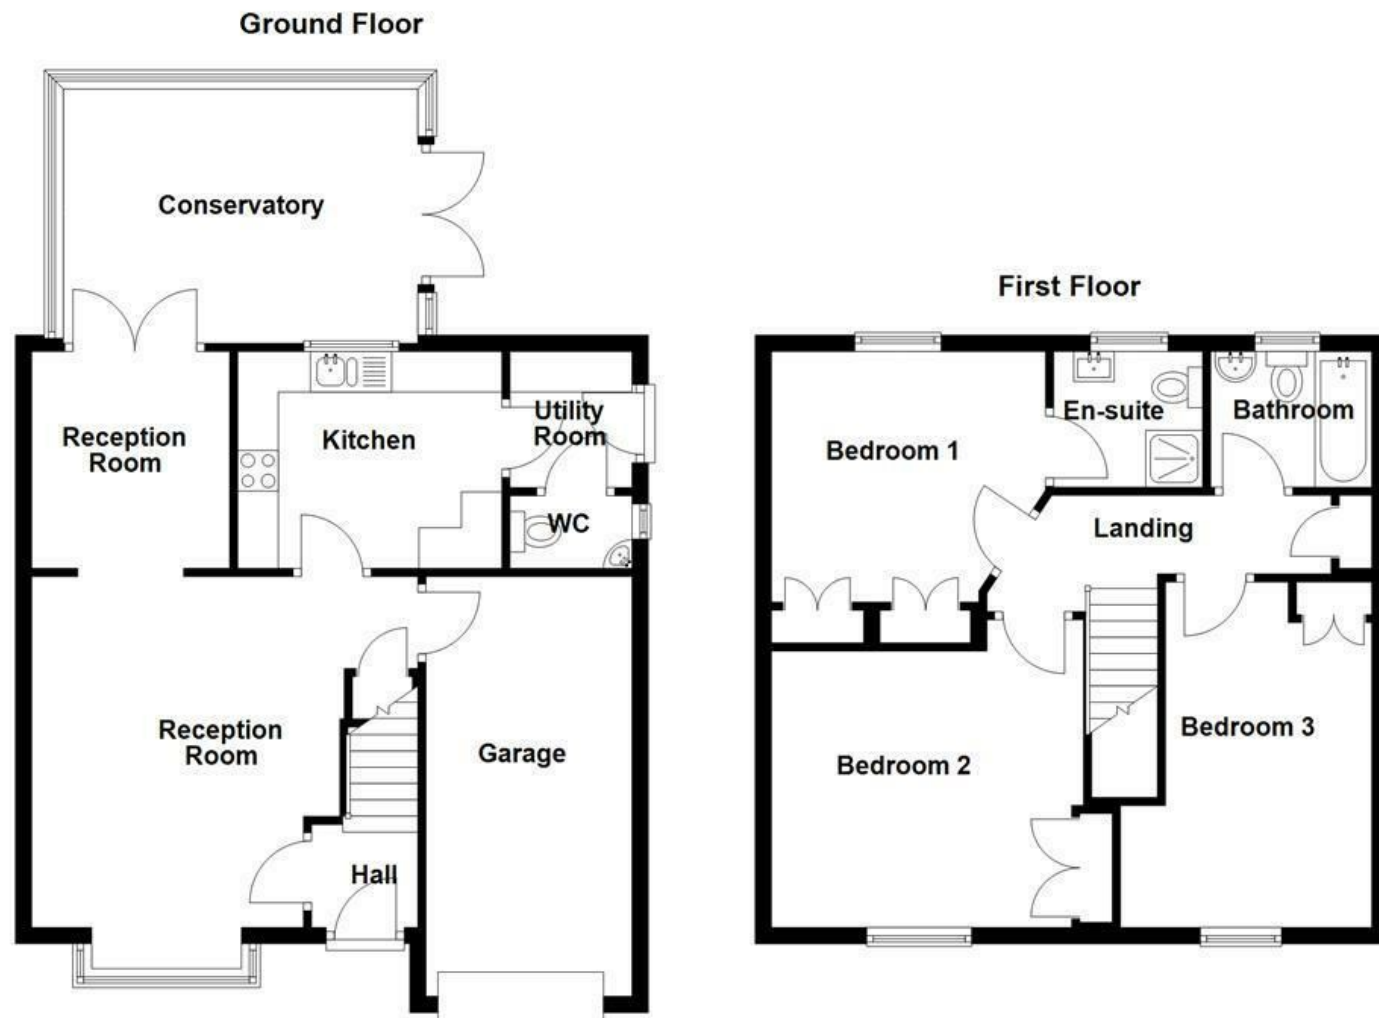 Ground Floor
Conservatory
Reception
Room
Kitchen
Utility
Room
WC
Reception
Room
Garage
Hall
First Floor
Bedroom 1
En-suite
Bathroom
Landing
Bedroom 2
Bedroom 3